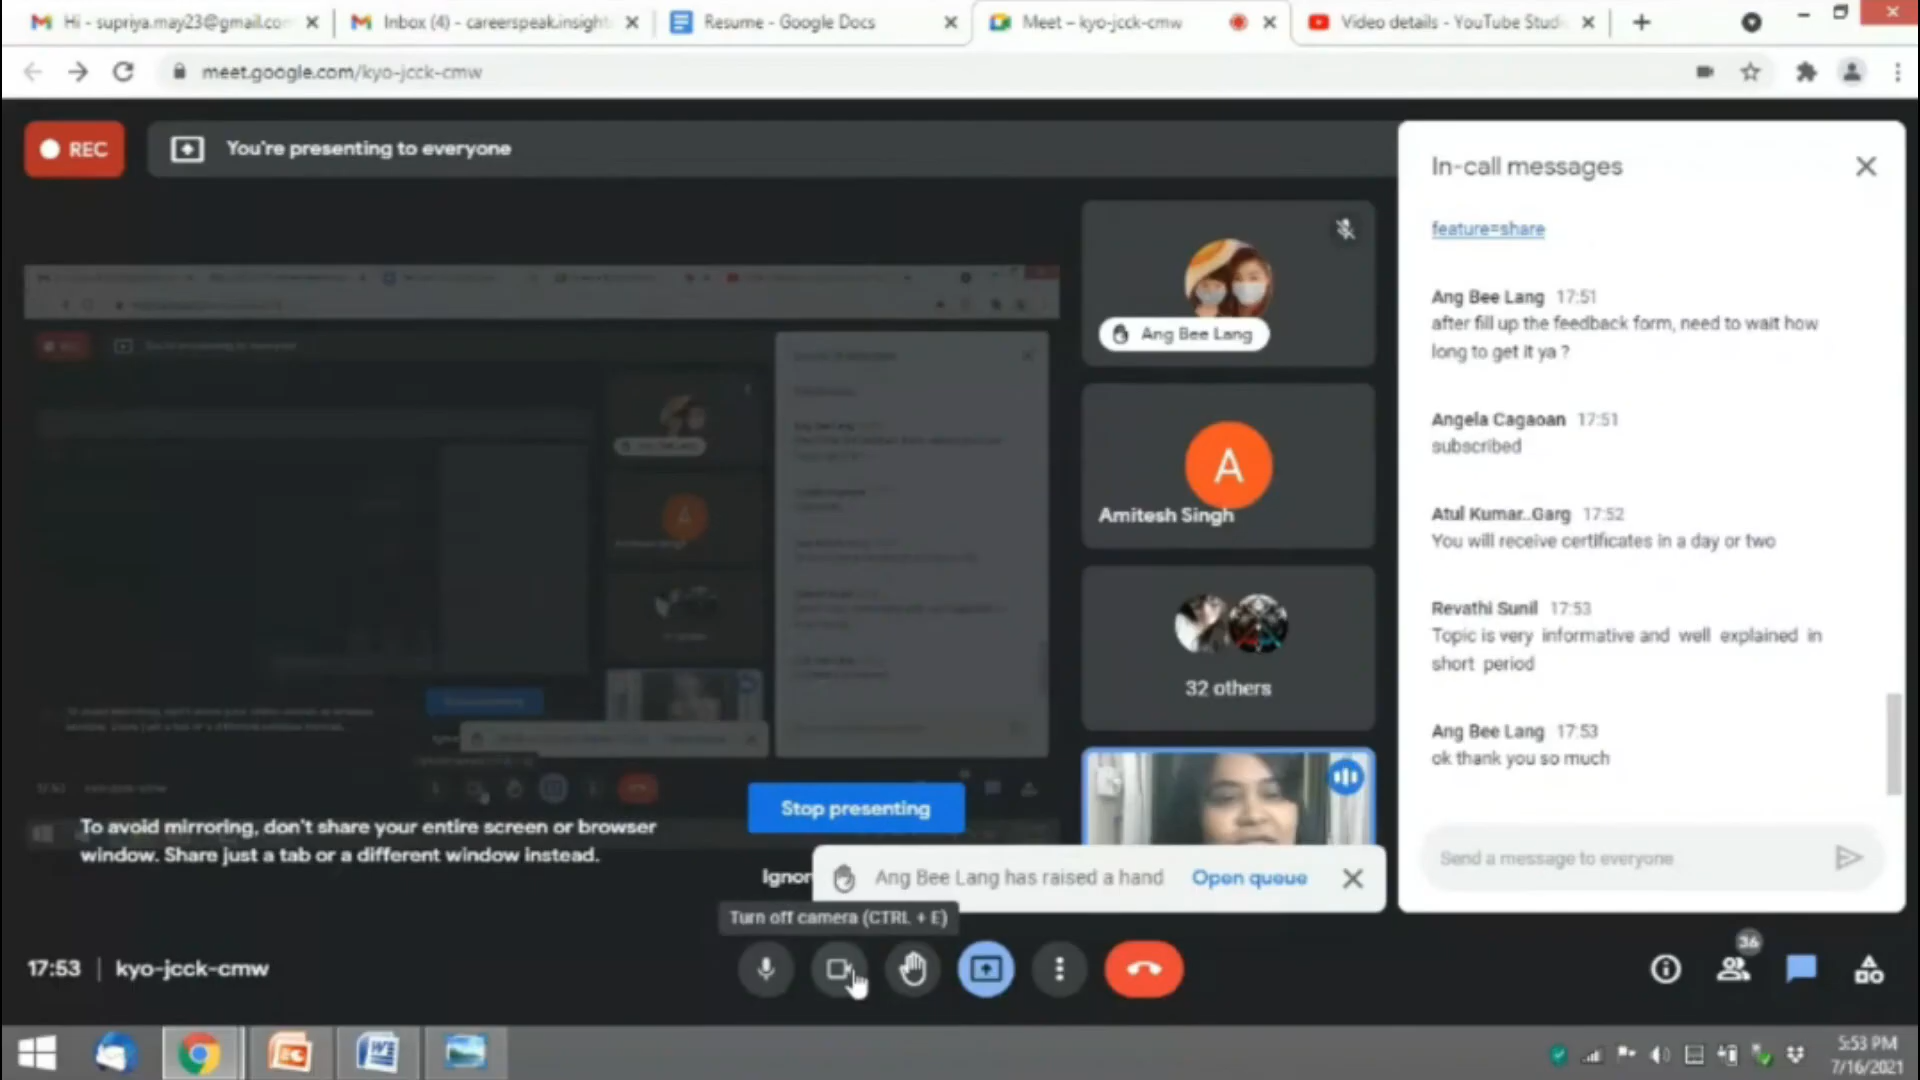 Hi - supriya.may23@gmail.co
Inbox (4) - careerspeak.insight
Resume - Google Docs
Meet – kyo-jcck-cmw
Video details - YouTube Studi
meet.google.com/kyo-jcck-cmw
REC
You're presenting to everyone
In-call messages
feature=share
Ang Bee Lang 17:51
after fill up the feedback form, need to wait how
long to get it ya ?
Angela Cagaoan 17:51
subscribed
Atul Kumar..Garg 17:52
You will receive certificates in a day or two
Revathi Sunil 17:53
Topic is very informative and well explained in
short period
Ang Bee Lang 17:53
ok thank you so much
Send a message to everyone
Ang Bee Lang
A
Amitesh Singh
32 others
Stop presenting
To avoid mirroring, don't share your entire screen or browser
window. Share just a tab or a different window instead.
Ignor
Ang Bee Lang has raised a hand
Open queue
Turn off camera (CTRL + E)
17:53 | kyo-jcck-cmw
36
5:53 PM
7/16/2021